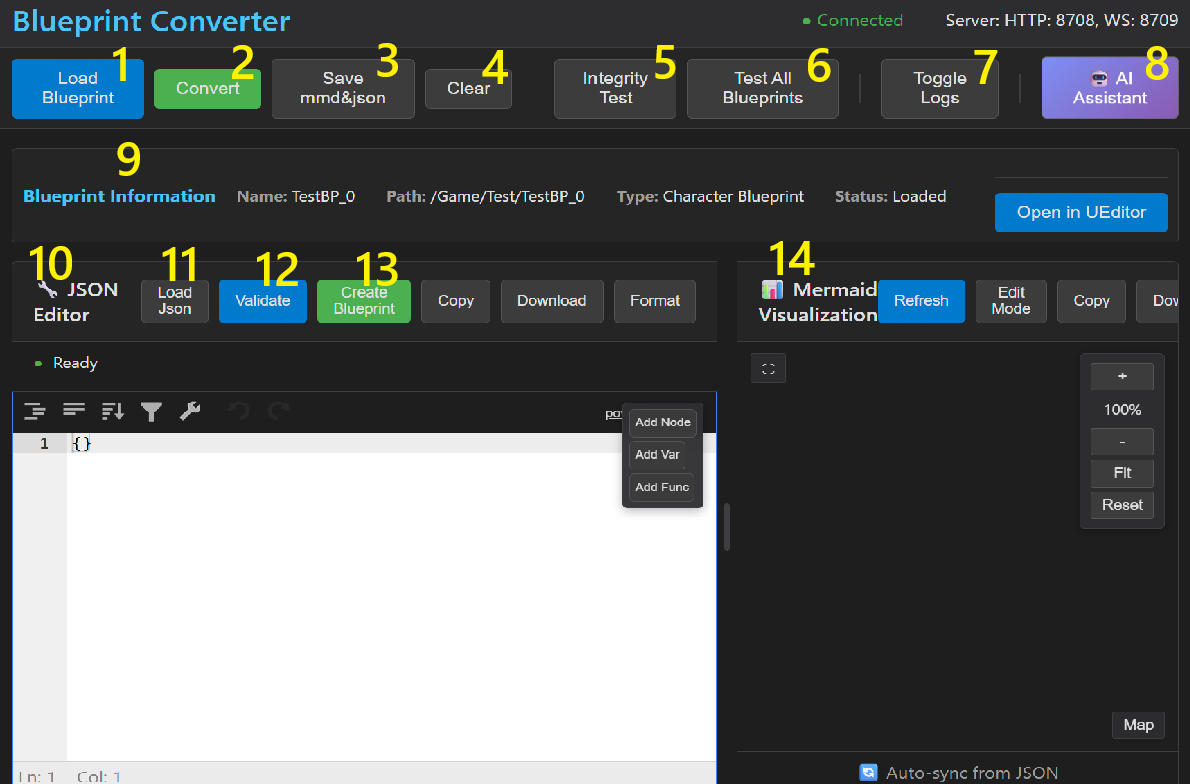 Blueprint Converter
Connected
Server: HTTP: 8708, WS: 8709
1
2
3
4
5
6
7
8
Load
Blueprint
Convert
Save
mmd&json
Clear
Integrity
Test
Test All
Blueprints
Toggle
Logs
AI
Assistant
9
Blueprint Information
Name: TestBP_0
Path: /Game/Test/TestBP_0
Type: Character Blueprint
Status: Loaded
Open in UEditor
10
11
12
13
14
JSON
Editor
Load
Json
Validate
Create
Blueprint
Copy
Download
Format
Mermaid
Visualization
Refresh
Edit
Mode
Copy
Dow
Ready
Add Node
Add Var
Add Func
1
{}
+
100%
-
Fit
Reset
Map
Ln: 1 Col: 1
Auto-sync from JSON